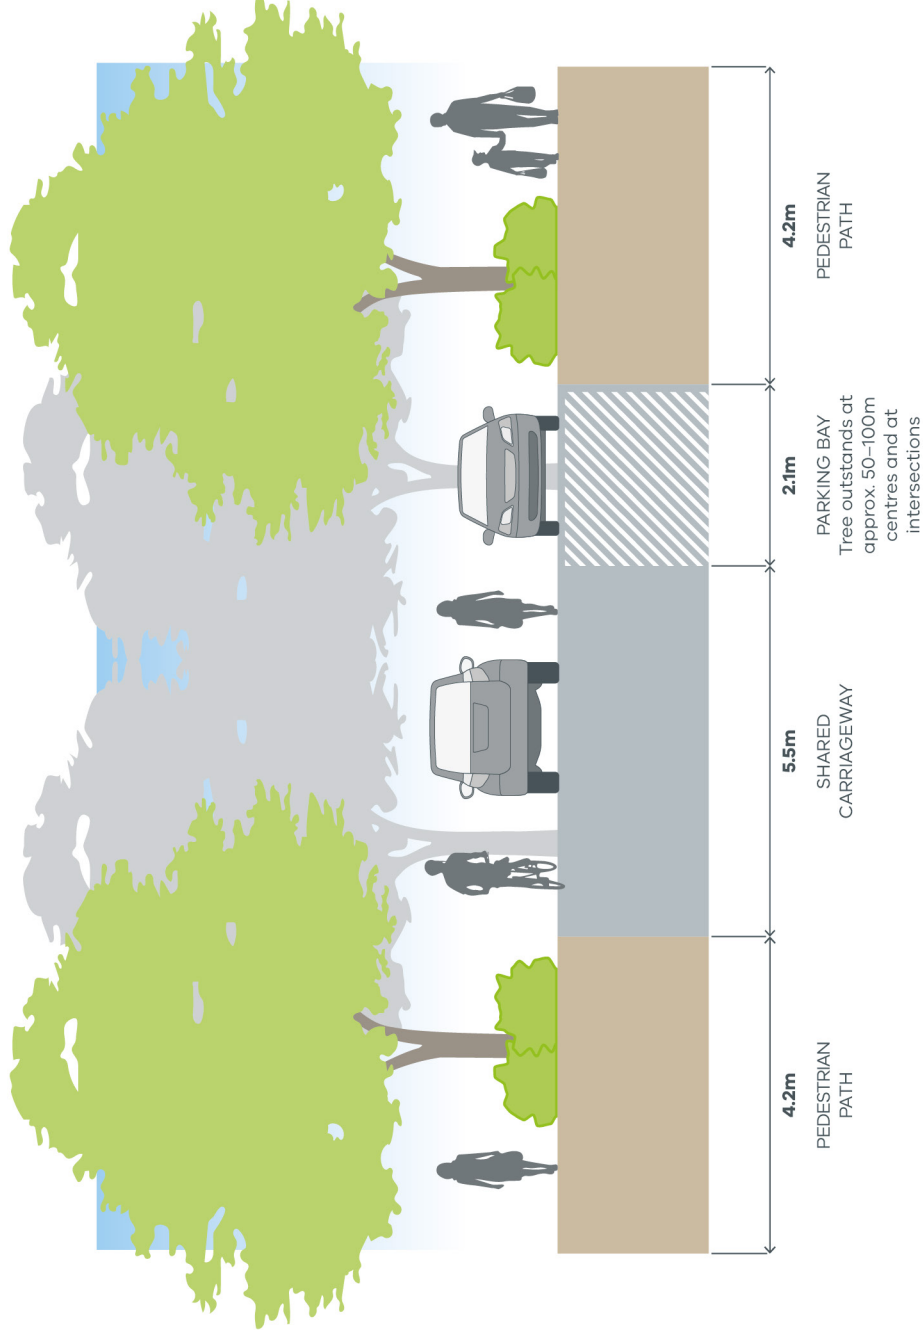 4.2m
PEDESTRIAN
PATH
5.5m
SHARED
CARRIAGEWAY
2.1m
PARKING BAY
Tree outstands at
approx. 50–100m
centres and at
intersections
4.2m
PEDESTRIAN
PATH